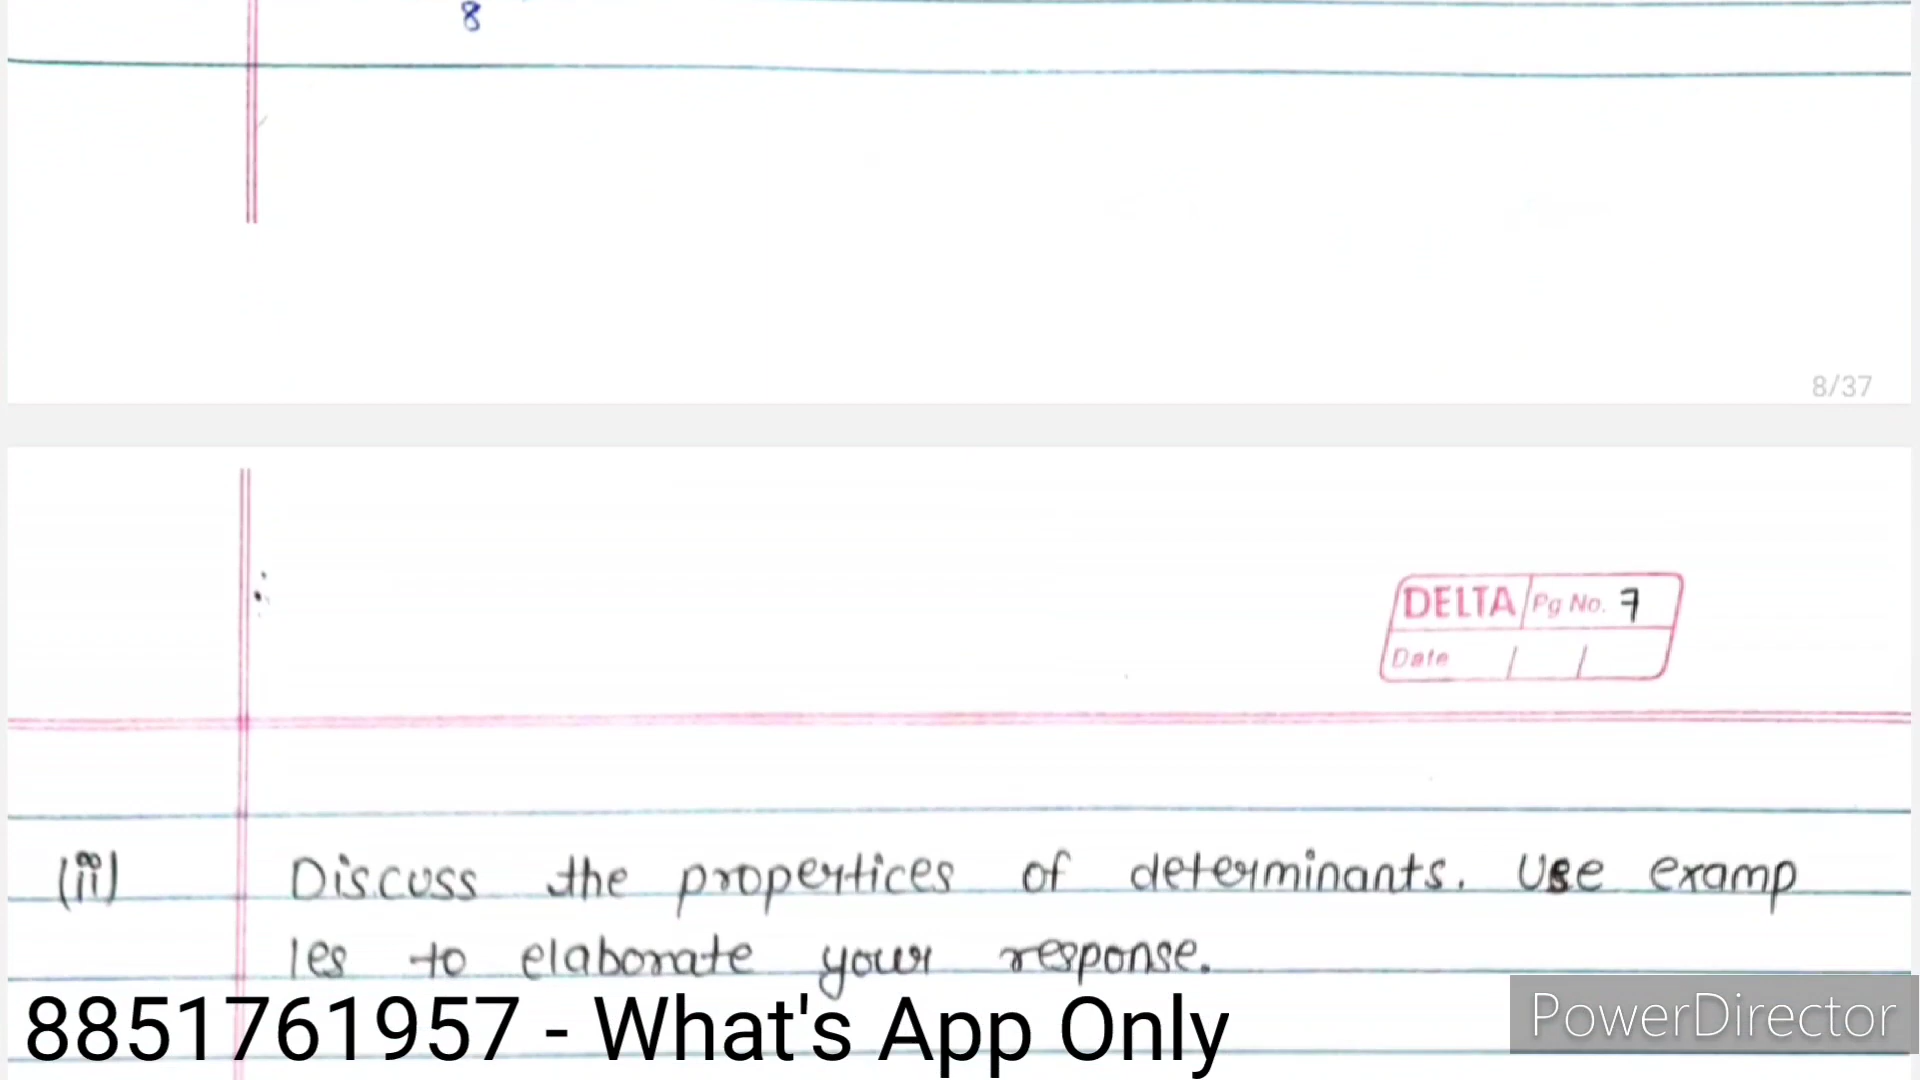 8
8/37
DELTA Pg No. 7
Date / /
(ii) Discuss the propertices of determinants. Use examp
les to elaborate your response.
8851761957 - What's App Only
PowerDirector